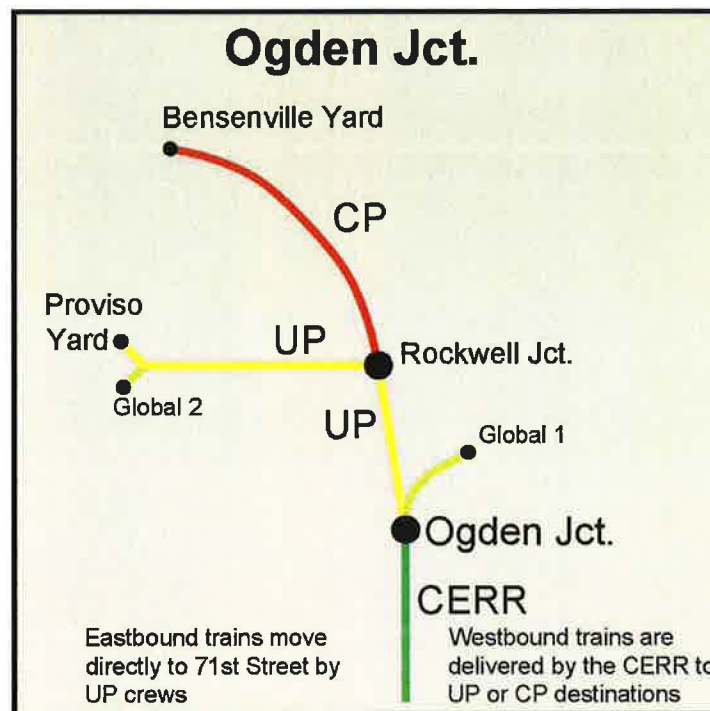 Ogden Jct.
Bensenville Yard
CP
Proviso
Yard
UP
Rockwell Jct.
Global 2
UP
Global 1
Ogden Jct.
CERR
Eastbound trains move
directly to 71st Street by
UP crews
Westbound trains are
delivered by the CERR to
UP or CP destinations